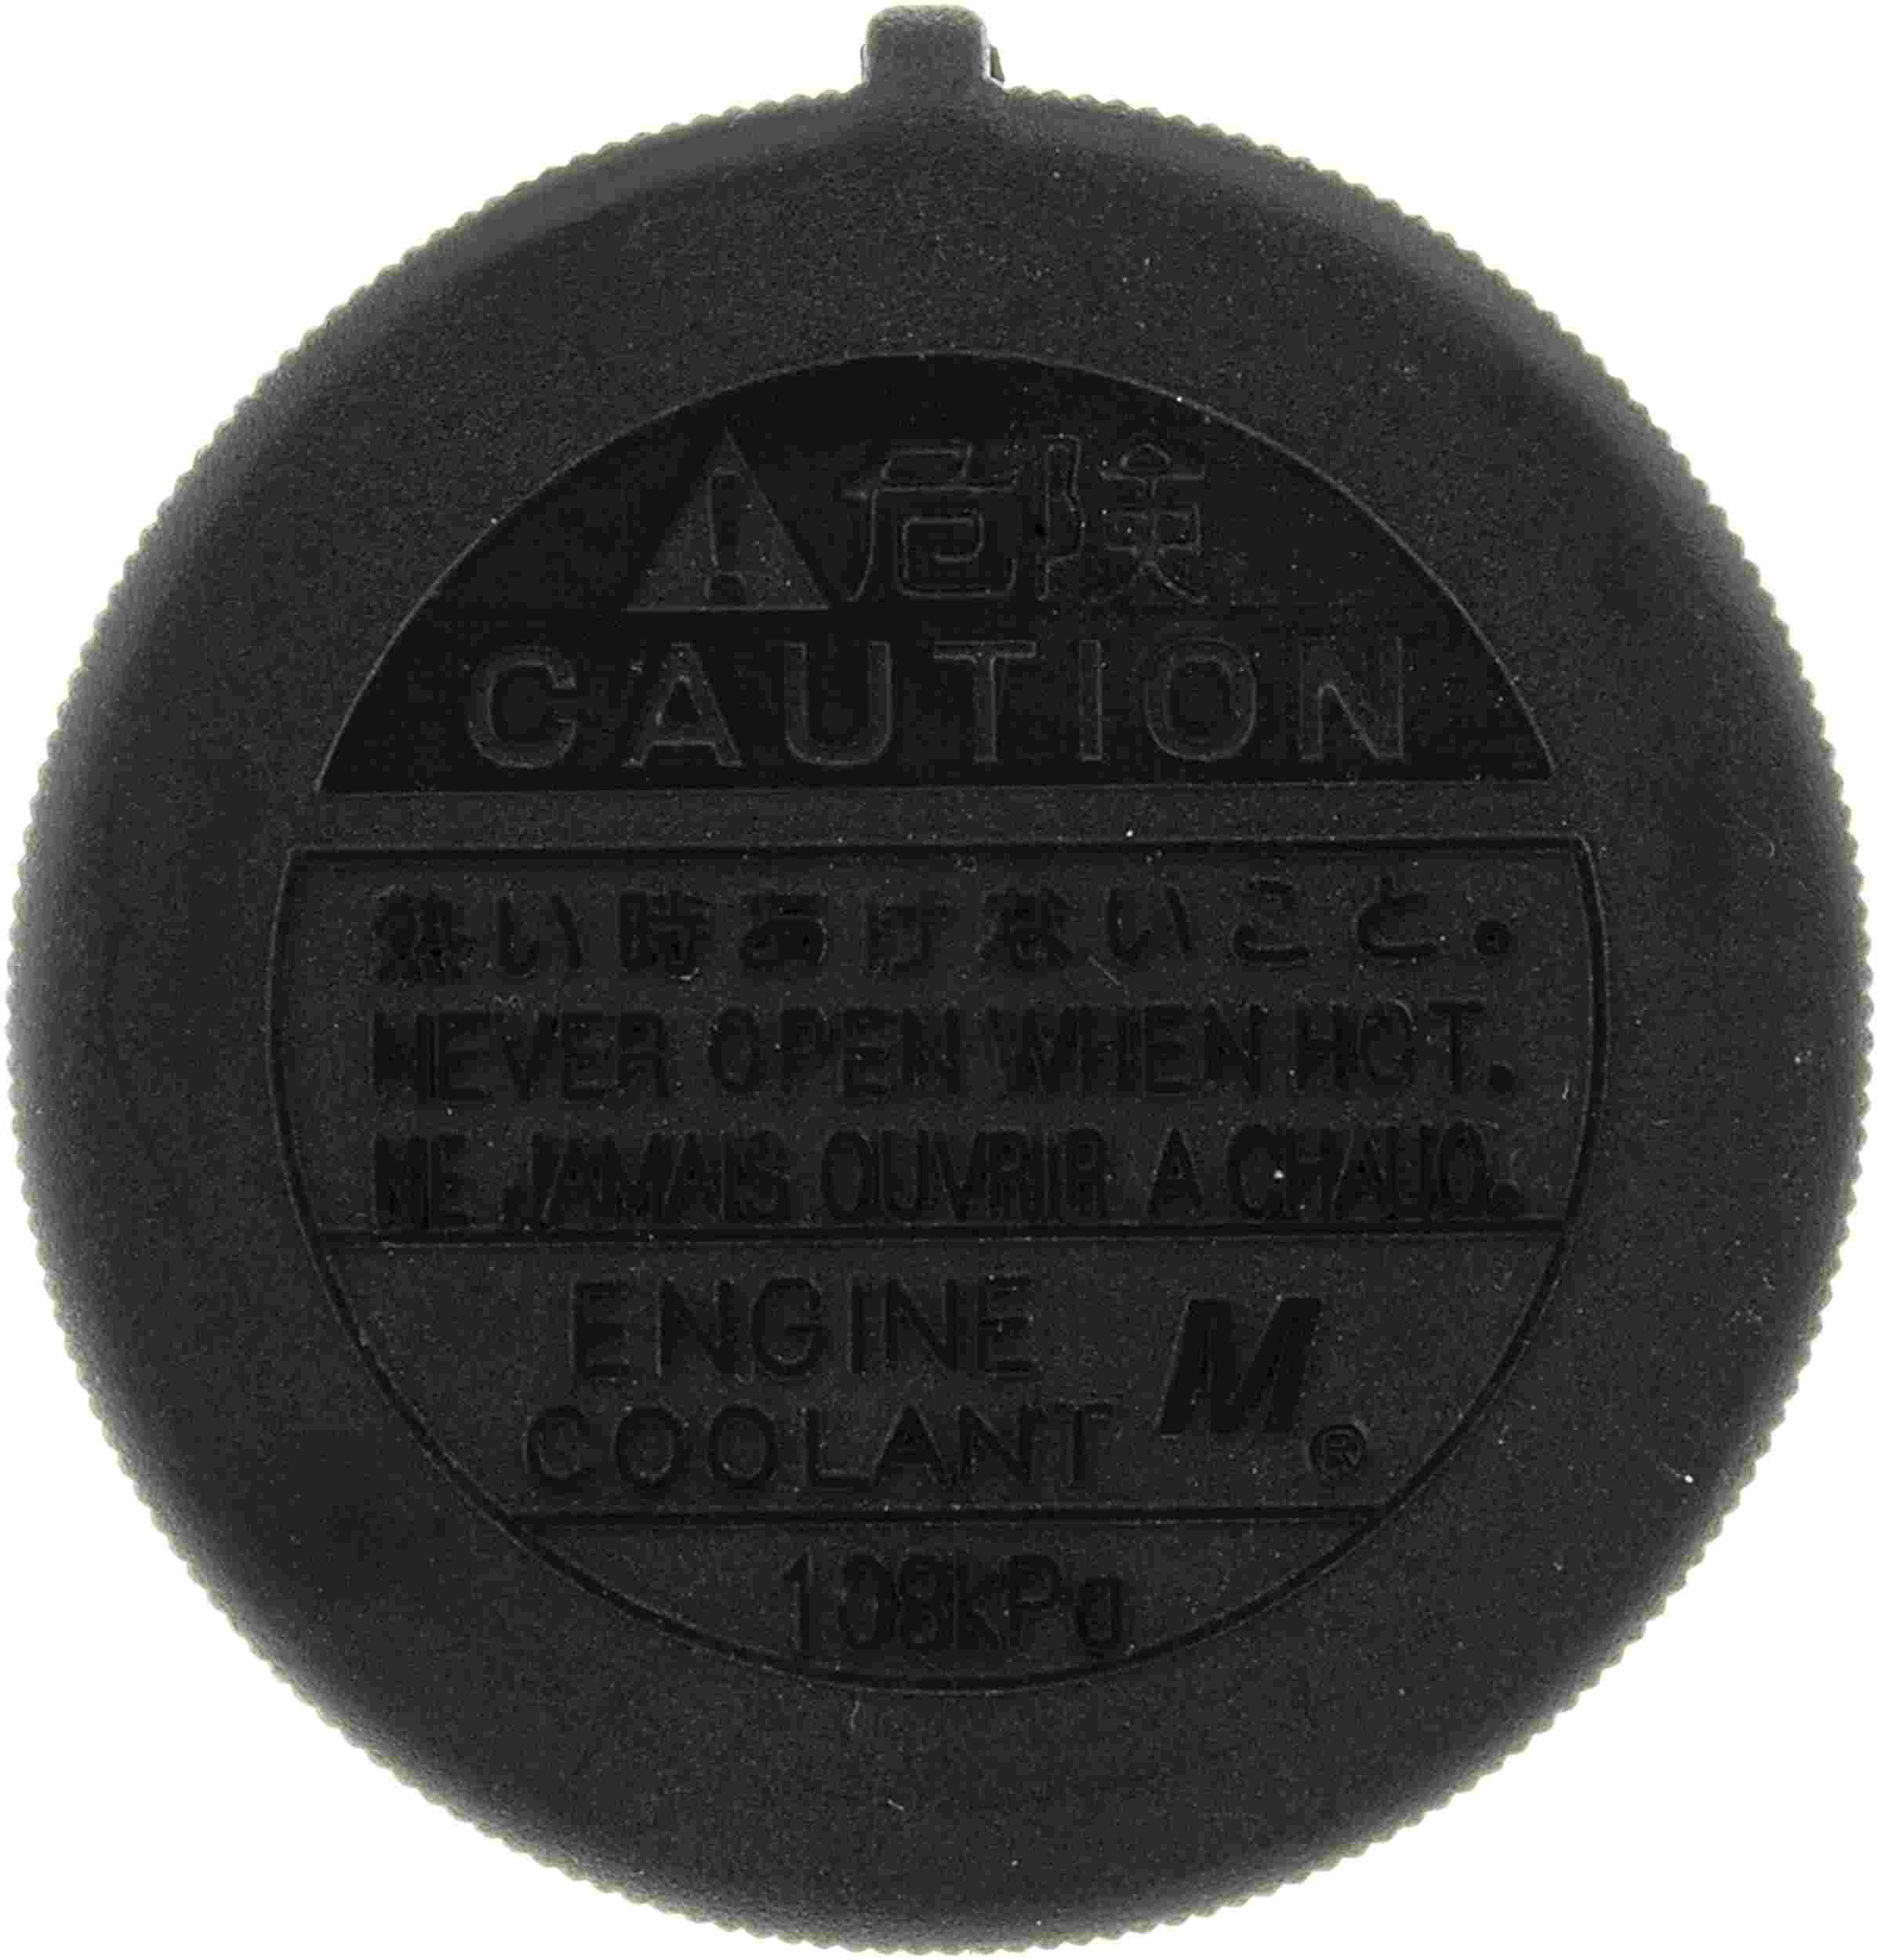 危険
CAUTION
熱い時あけないこと。
NEVER OPEN WHEN HOT.
NE JAMAIS OUVRIR A CHAUD.
ENGINE
COOLANT M®
108kPa